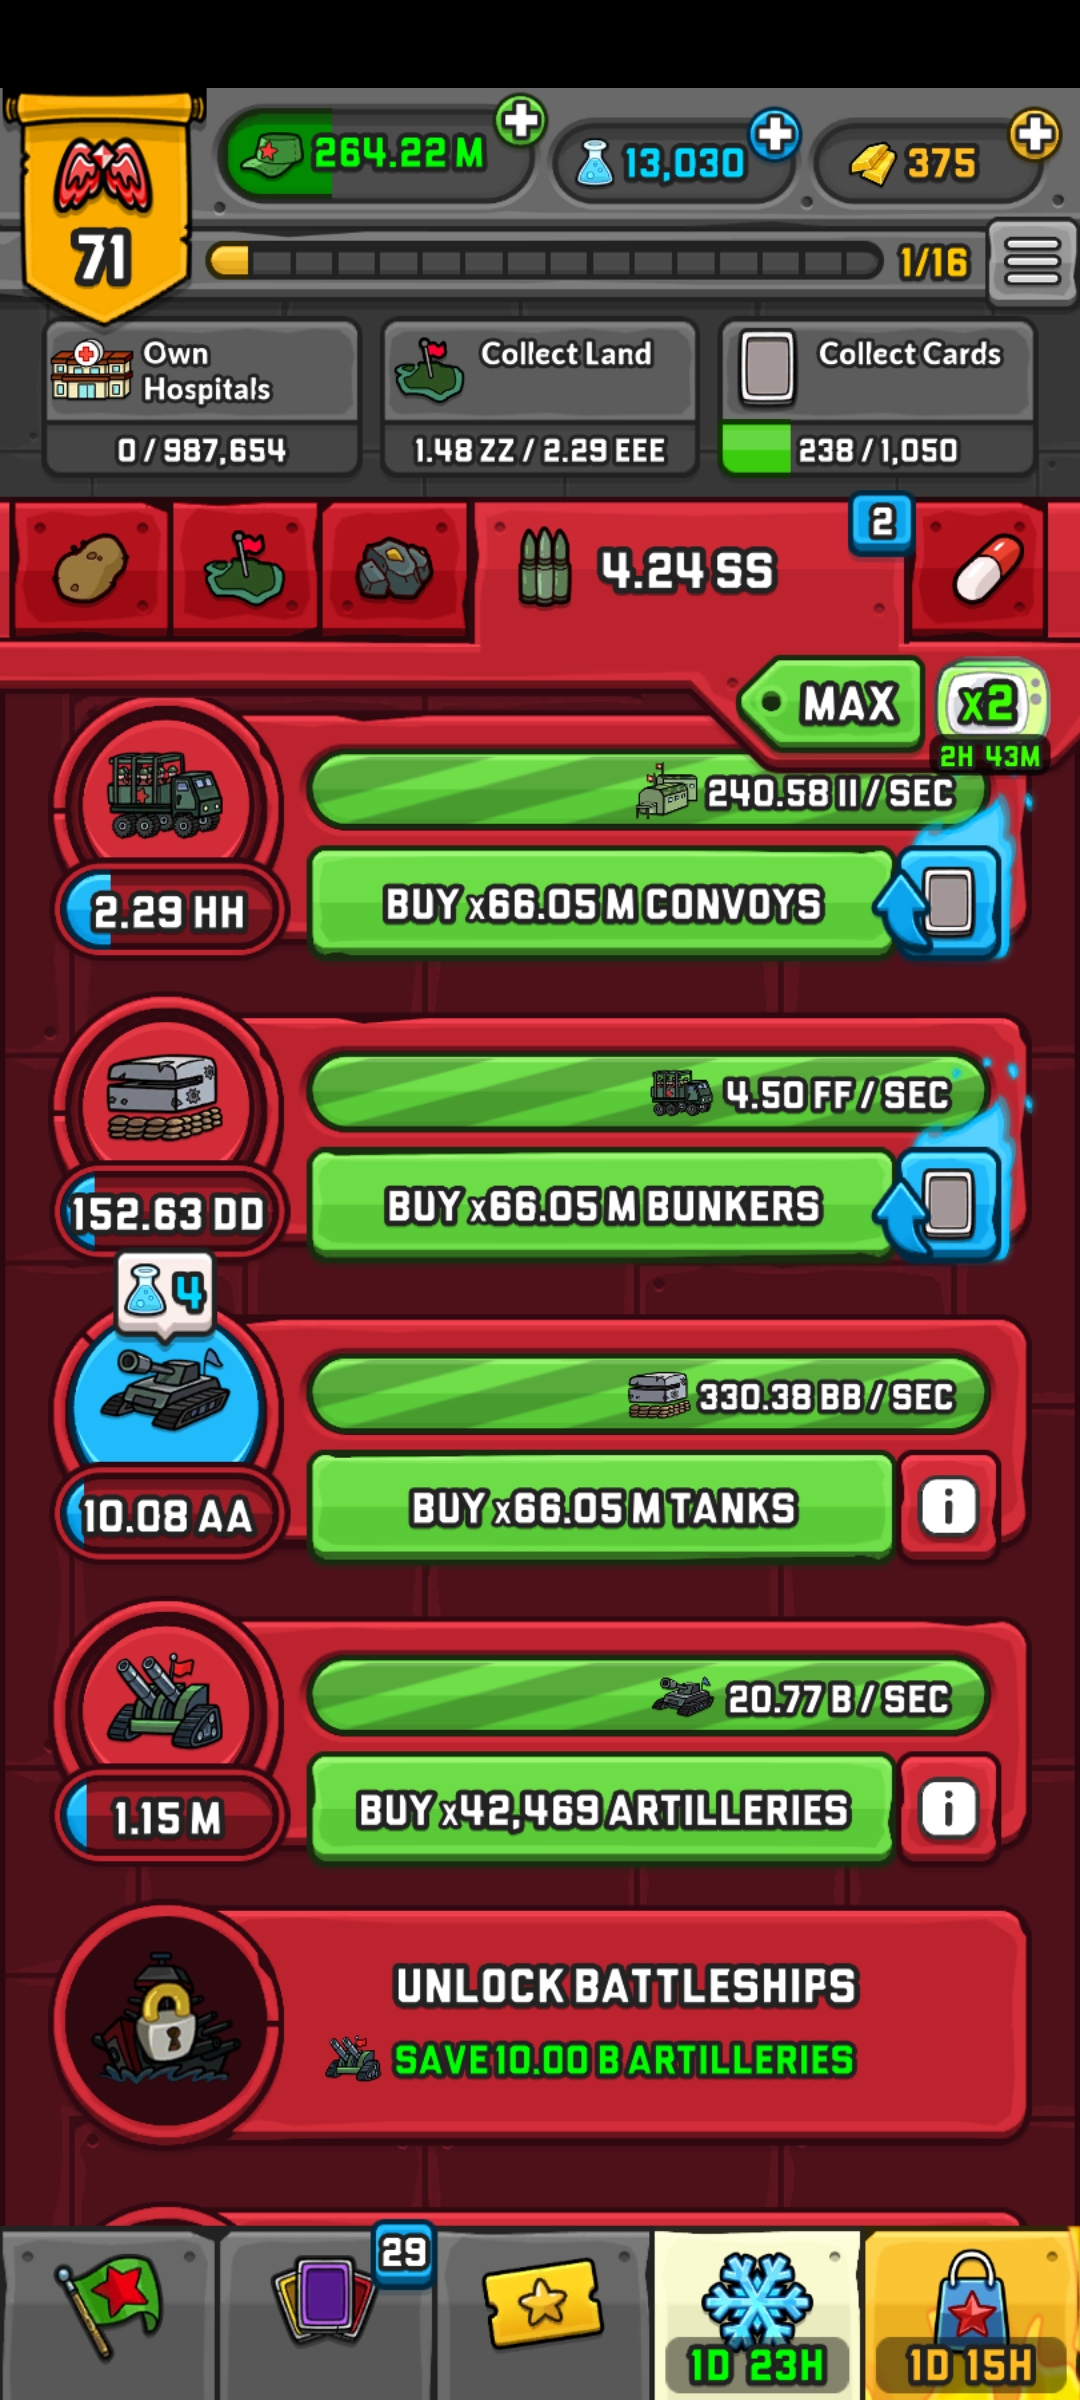 264.22 M
13,030
375
71
1/16
Own
Hospitals
Collect Land
Collect Cards
0 / 987,654
1.48 ZZ / 2.29 EEE
238 / 1,050
4.24 SS
2
MAX
x2
2H 43M
240.58 II / SEC
2.29 HH
BUY x66.05 M CONVOYS
4.50 FF / SEC
152.63 DD
BUY x66.05 M BUNKERS
4
330.38 BB / SEC
10.08 AA
BUY x66.05 M TANKS
i
20.77 B / SEC
1.15 M
BUY x42,469 ARTILLERIES
i
UNLOCK BATTLESHIPS
SAVE 10.00 B ARTILLERIES
29
1D 23H
1D 15H